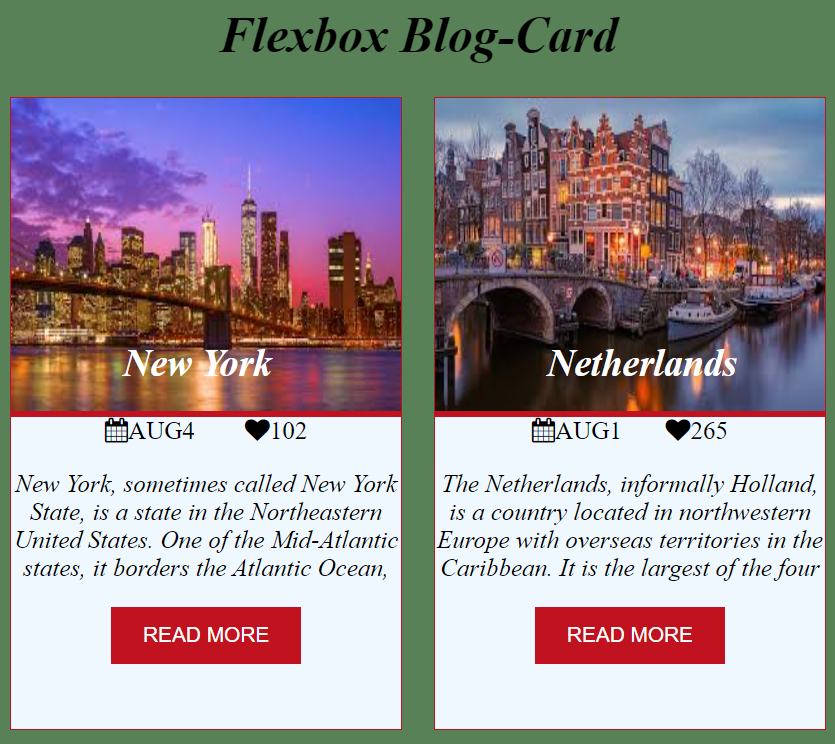 Flexbox Blog-Card
New York
AUG4 102
New York, sometimes called New York
State, is a state in the Northeastern
United States. One of the Mid-Atlantic
states, it borders the Atlantic Ocean,
READ MORE
Netherlands
AUG1 265
The Netherlands, informally Holland,
is a country located in northwestern
Europe with overseas territories in the
Caribbean. It is the largest of the four
READ MORE